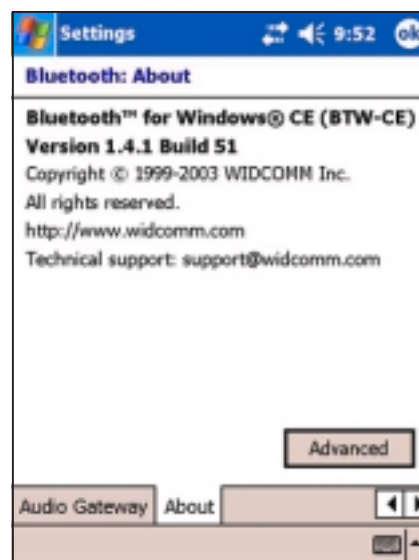 Settings 9:52 ok
Bluetooth: About
Bluetooth™ for Windows® CE (BTW-CE)
Version 1.4.1 Build 51
Copyright © 1999-2003 WIDCOMM Inc.
All rights reserved.
http://www.widcomm.com
Technical support: support@widcomm.com
Advanced
Audio Gateway About